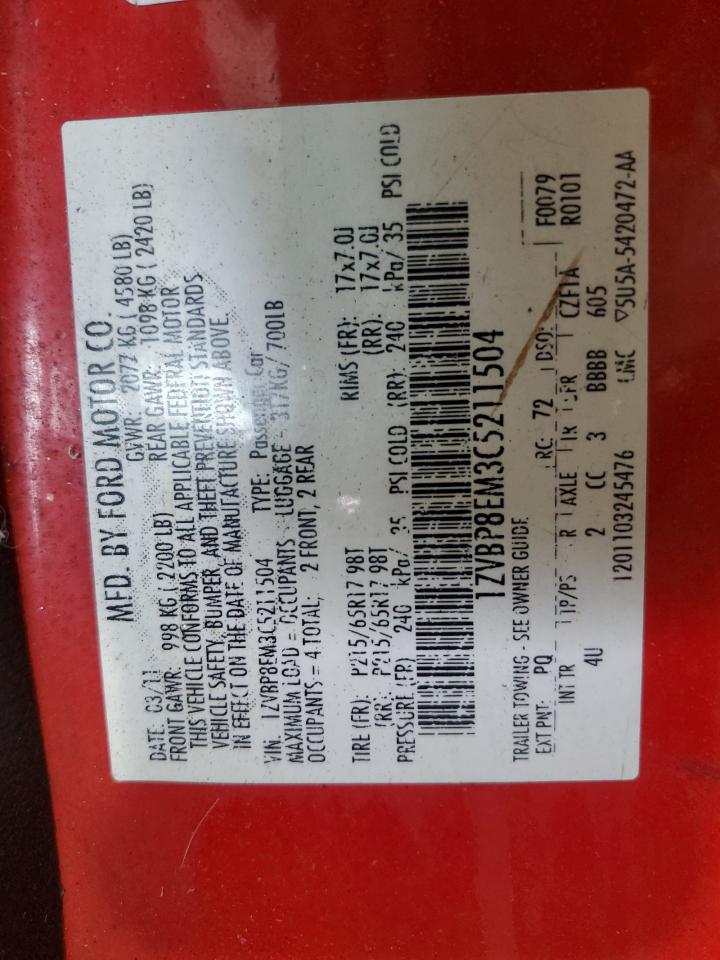 MFD. BY FORD MOTOR CO.
DATE: 03/11 GVWR: 2077 KG ( 4580 LB)
FRONT GAWR: 998 KG ( 2200 LB) REAR GAWR: 1098 KG ( 2420 LB)
THIS VEHICLE CONFORMS TO ALL APPLICABLE FEDERAL MOTOR
VEHICLE SAFETY, BUMPER, AND THEFT PREVENTION STANDARDS
IN EFFECT ON THE DATE OF MANUFACTURE SHOWN ABOVE.
VIN: 1ZVBP8EM3C5211504 TYPE: Passenger Car
MAXIMUM LOAD = OCCUPANTS + LUGGAGE = 317KG/ 700LB
OCCUPANTS = 4 TOTAL: 2 FRONT, 2 REAR
TIRE (FR): P215/65R17 98T RIMS (FR): 17x7.0J
(RR): P215/65R17 98T (RR): 17x7.0J
PRESSURE (FR) 240 kPa/ 35 PSI COLD (RR) 240 kPa/ 35 PSI COLD
1ZVBP8EM3C5211504
TRAILER TOWING - SEE OWNER GUIDE
EXT PNT: PQ RC: 72 DSO: F0079
INT TR TP/PS R AXLE TR SPR CZF1A R0101
4U 2 CC 3 BBBB 605
1201103245476 ▽5U5A-5420472-AA